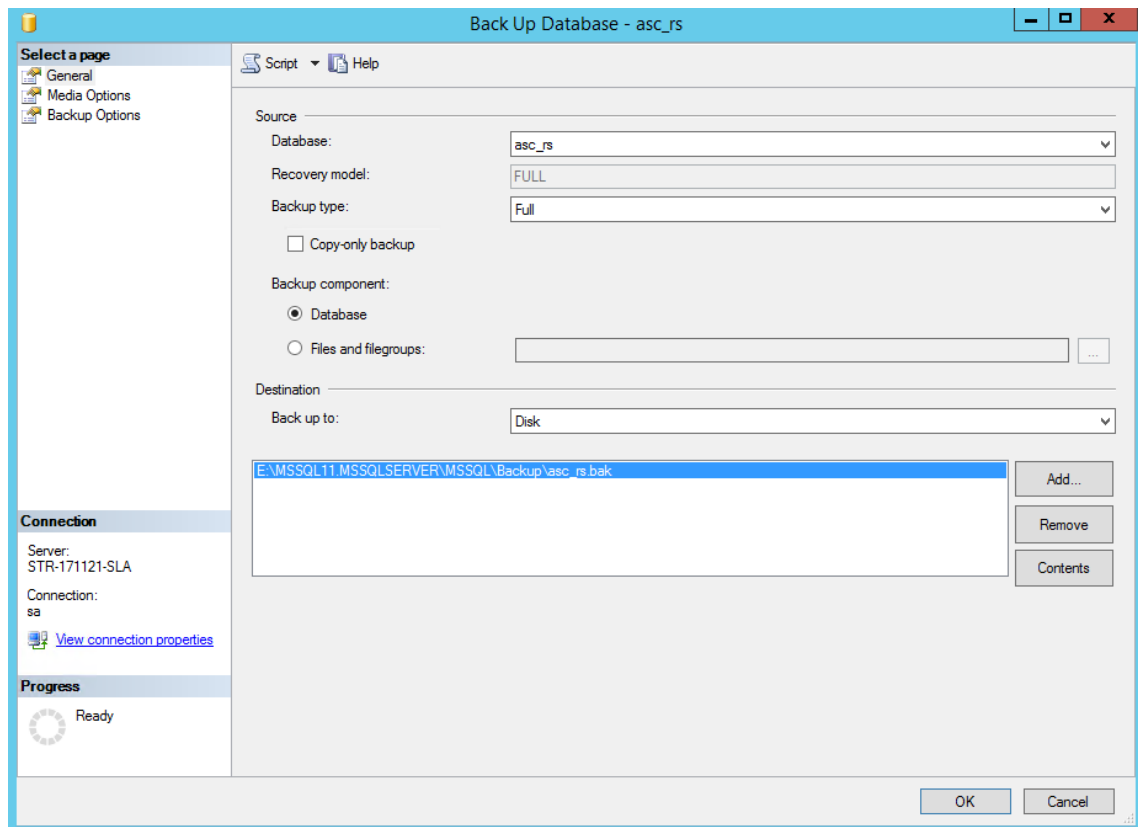 Back Up Database - asc_rs
Select a page
General
Media Options
Backup Options
Script Help
Source
Database: asc_rs
Recovery model: FULL
Backup type: Full
Copy-only backup
Backup component:
Database
Files and filegroups: ...
Destination
Back up to: Disk
E:\MSSQL11.MSSQLSERVER\MSSQL\Backup\asc_rs.bak
Add...
Remove
Contents
Connection
Server:
STR-171121-SLA
Connection:
sa
View connection properties
Progress
Ready
OK Cancel